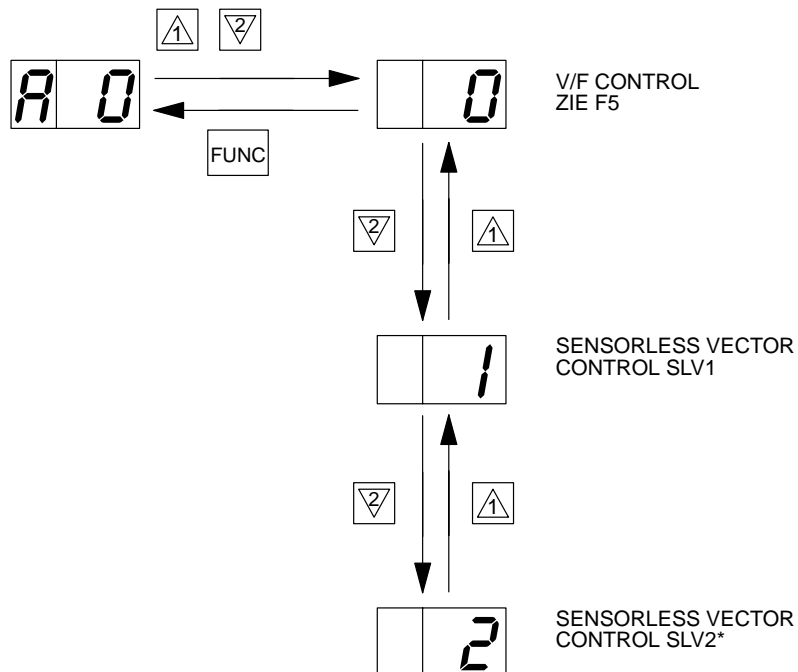 1 2
A 0
0
V/F CONTROL
ZIE F5
FUNC
2 1
1
SENSORLESS VECTOR
CONTROL SLV1
2 1
2
SENSORLESS VECTOR
CONTROL SLV2*